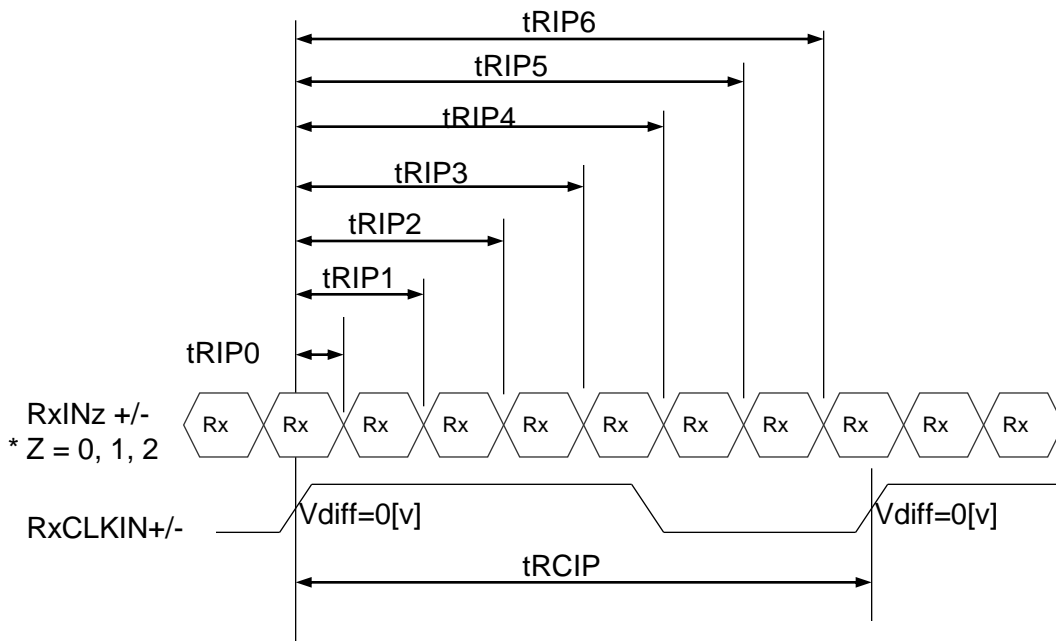 tRIP6
tRIP5
tRIP4
tRIP3
tRIP2
tRIP1
tRIP0
RxINz +/-
* Z = 0, 1, 2
Rx Rx Rx Rx Rx Rx Rx Rx Rx Rx Rx
RxCLKIN+/-
Vdiff=0[v] Vdiff=0[v]
tRCIP